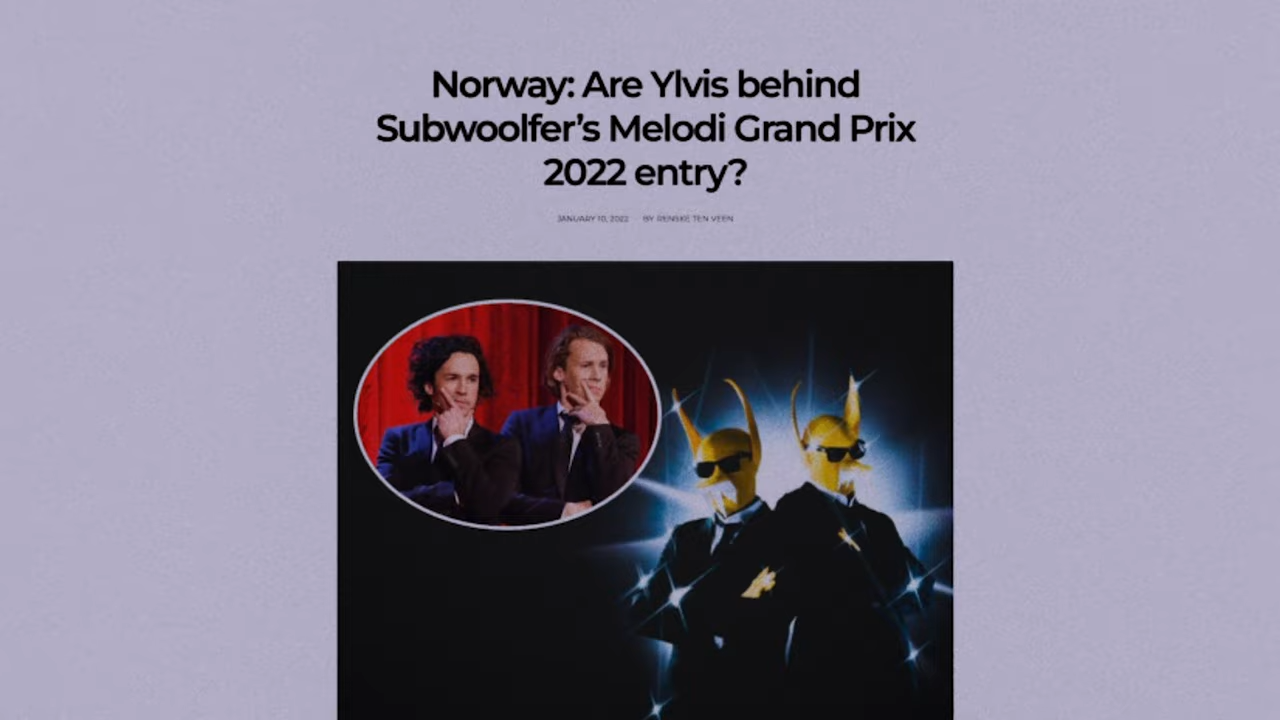 Norway: Are Ylvis behind
Subwoolfer’s Melodi Grand Prix
2022 entry?
JANUARY 10, 2022 BY RENSKE TEN VEEN